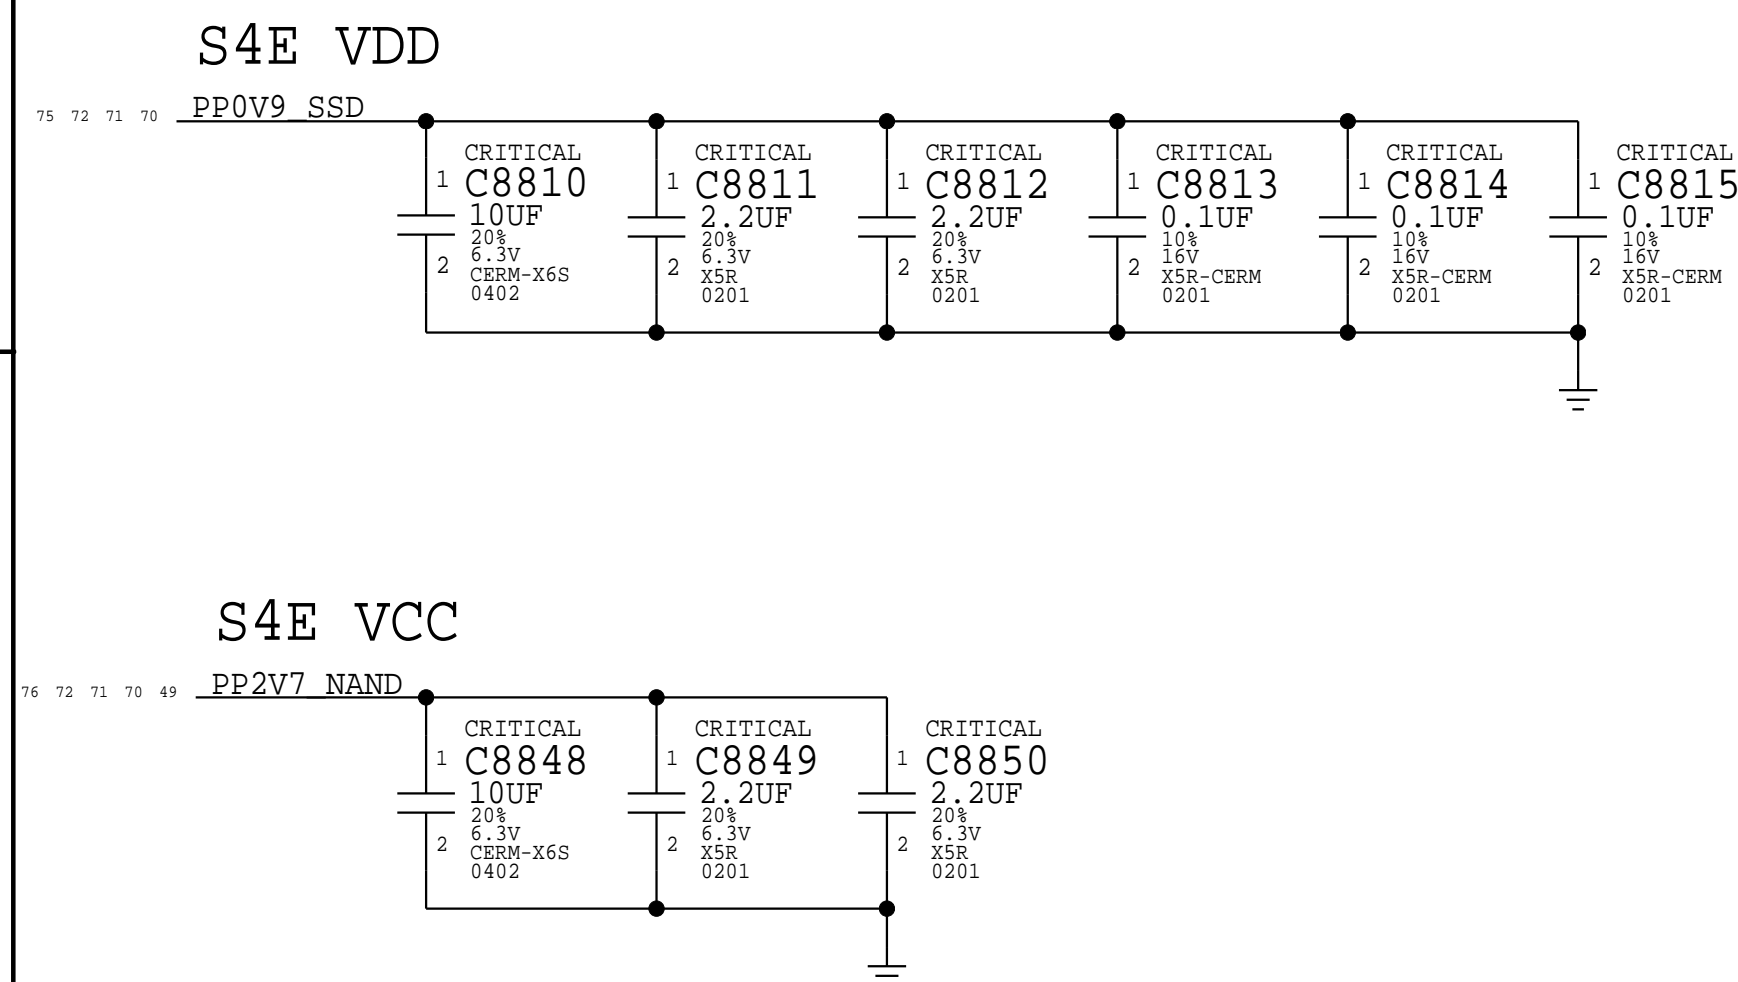 S4E VDD
75 72 71 70 PP0V9_SSD
CRITICAL
1 C8810
10UF
20%
6.3V
2 CERM-X6S
0402
CRITICAL
1 C8811
2.2UF
20%
6.3V
2 X5R
0201
CRITICAL
1 C8812
2.2UF
20%
6.3V
2 X5R
0201
CRITICAL
1 C8813
0.1UF
10%
16V
2 X5R-CERM
0201
CRITICAL
1 C8814
0.1UF
10%
16V
2 X5R-CERM
0201
CRITICAL
1 C8815
0.1UF
10%
16V
2 X5R-CERM
0201
S4E VCC
76 72 71 70 49 PP2V7_NAND
CRITICAL
1 C8848
10UF
20%
6.3V
2 CERM-X6S
0402
CRITICAL
1 C8849
2.2UF
20%
6.3V
2 X5R
0201
CRITICAL
1 C8850
2.2UF
20%
6.3V
2 X5R
0201